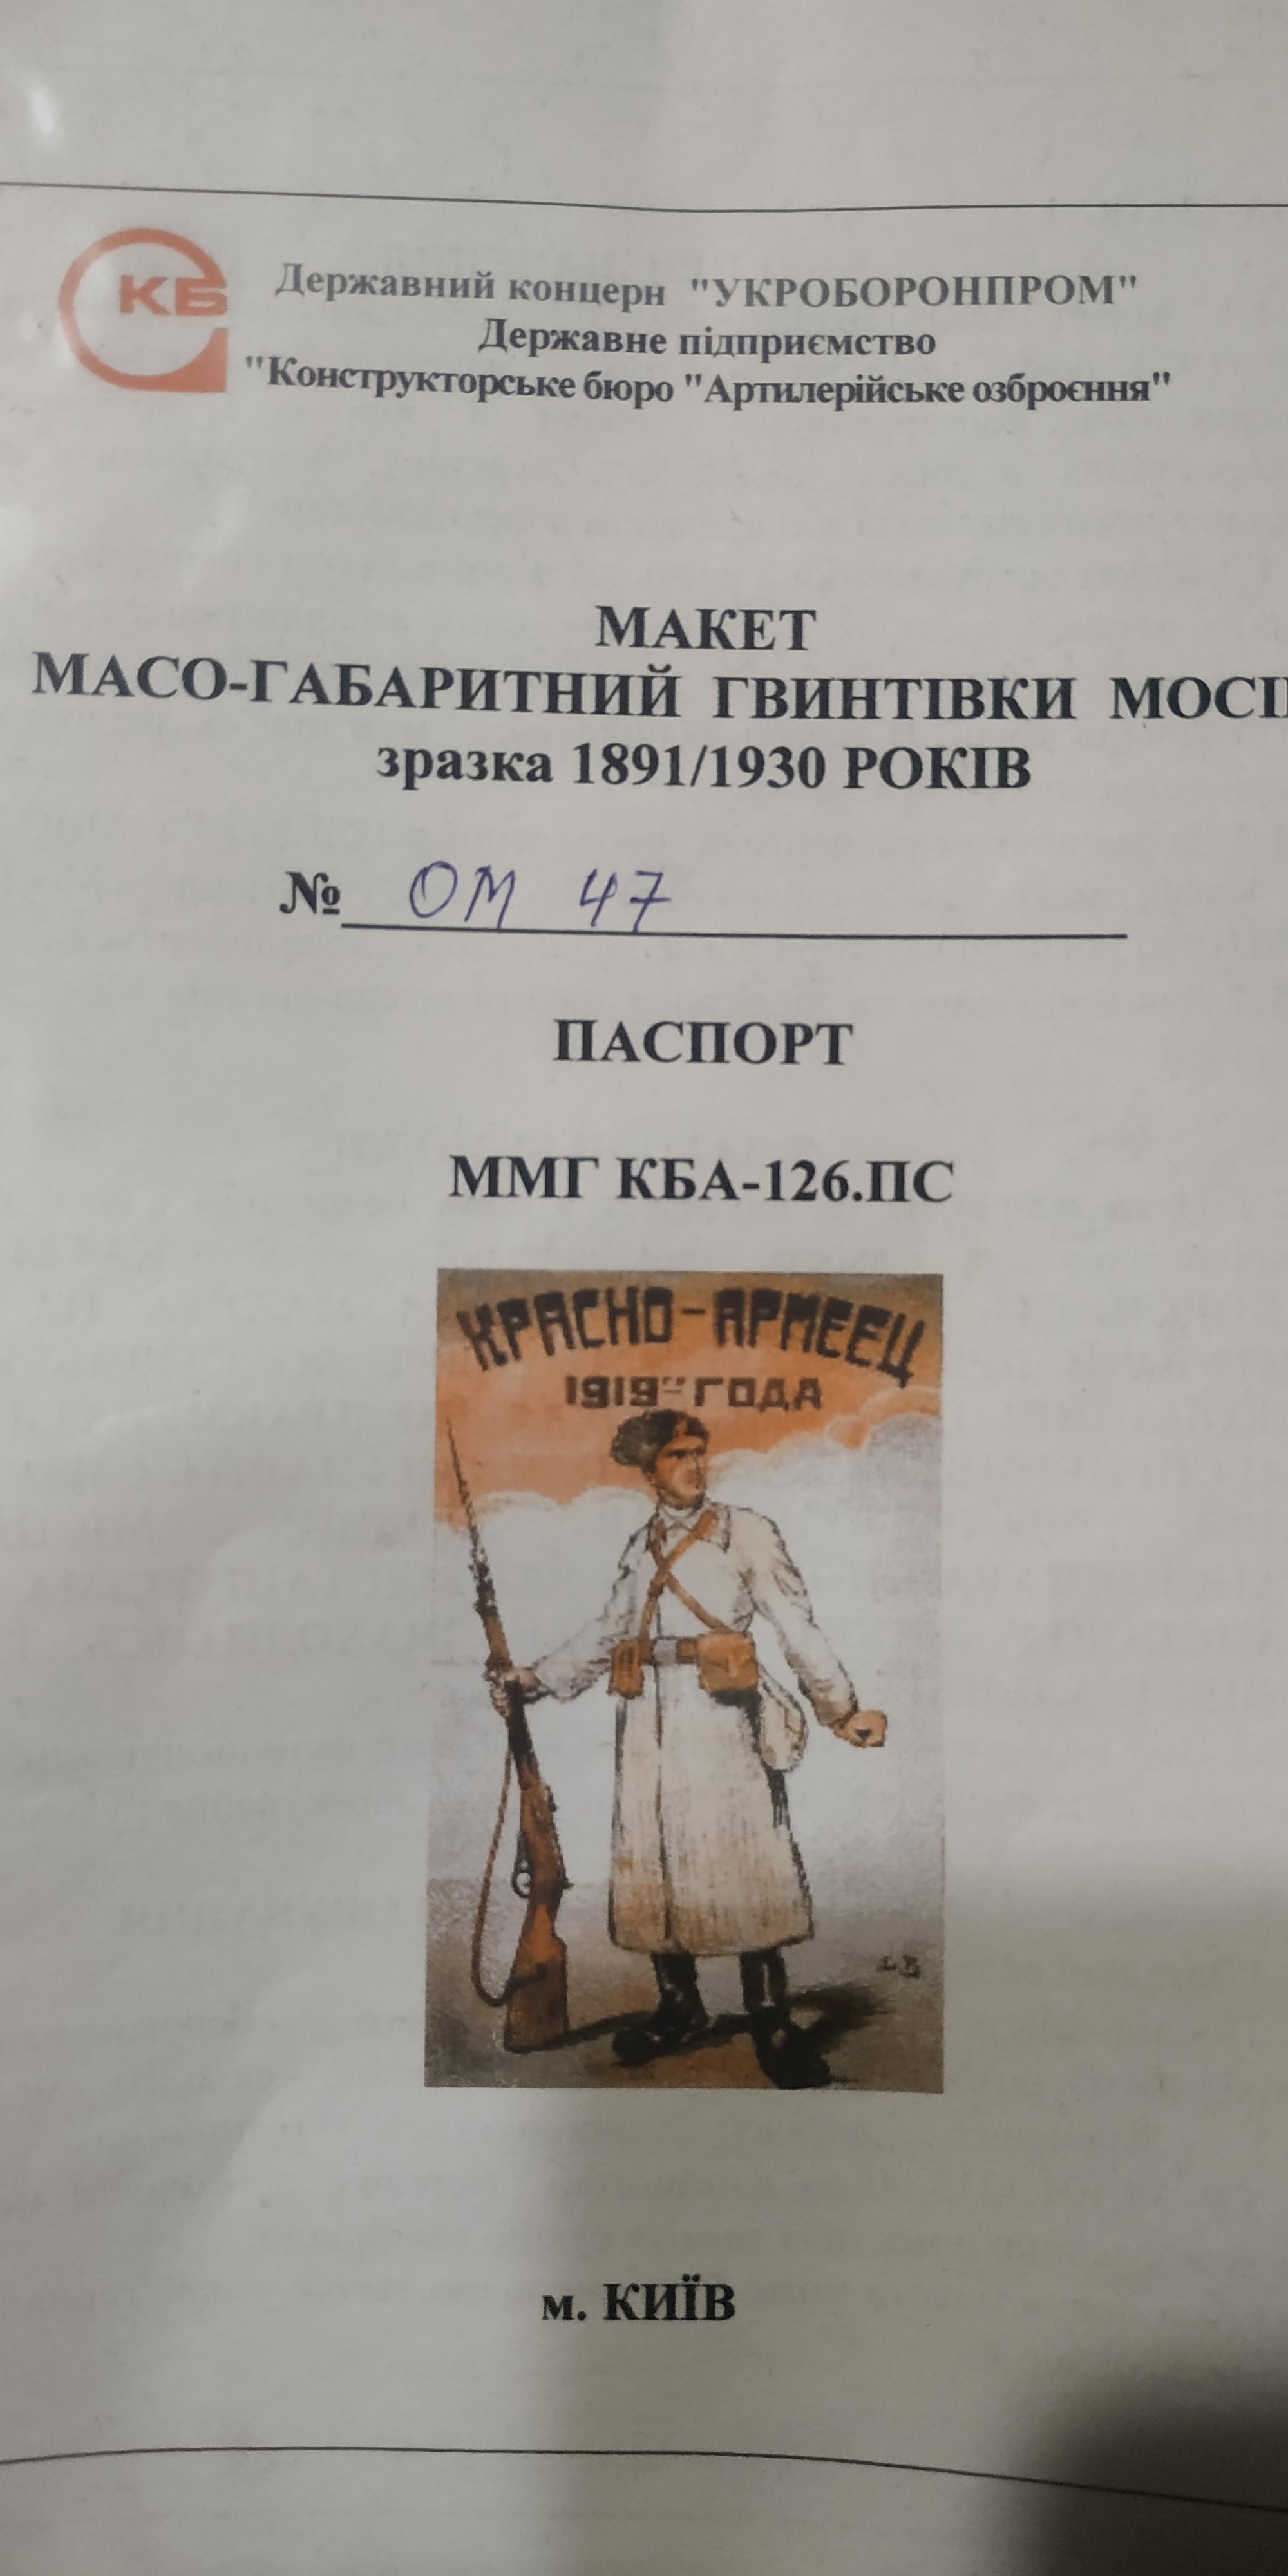 КБ
Державний концерн "УКРОБОРОНПРОМ"
Державне підприємство
"Конструкторське бюро "Артилерійське озброєння"
МАКЕТ
МАСО-ГАБАРИТНИЙ ГВИНТІВКИ
зразка 1891/1930 РОКІВ
№ ОМ 47
ПАСПОРТ
ММГ КБА-126.ПС
КРАСНО-АРМЕЕЦ
1919 ГОДА
м. КИЇВ